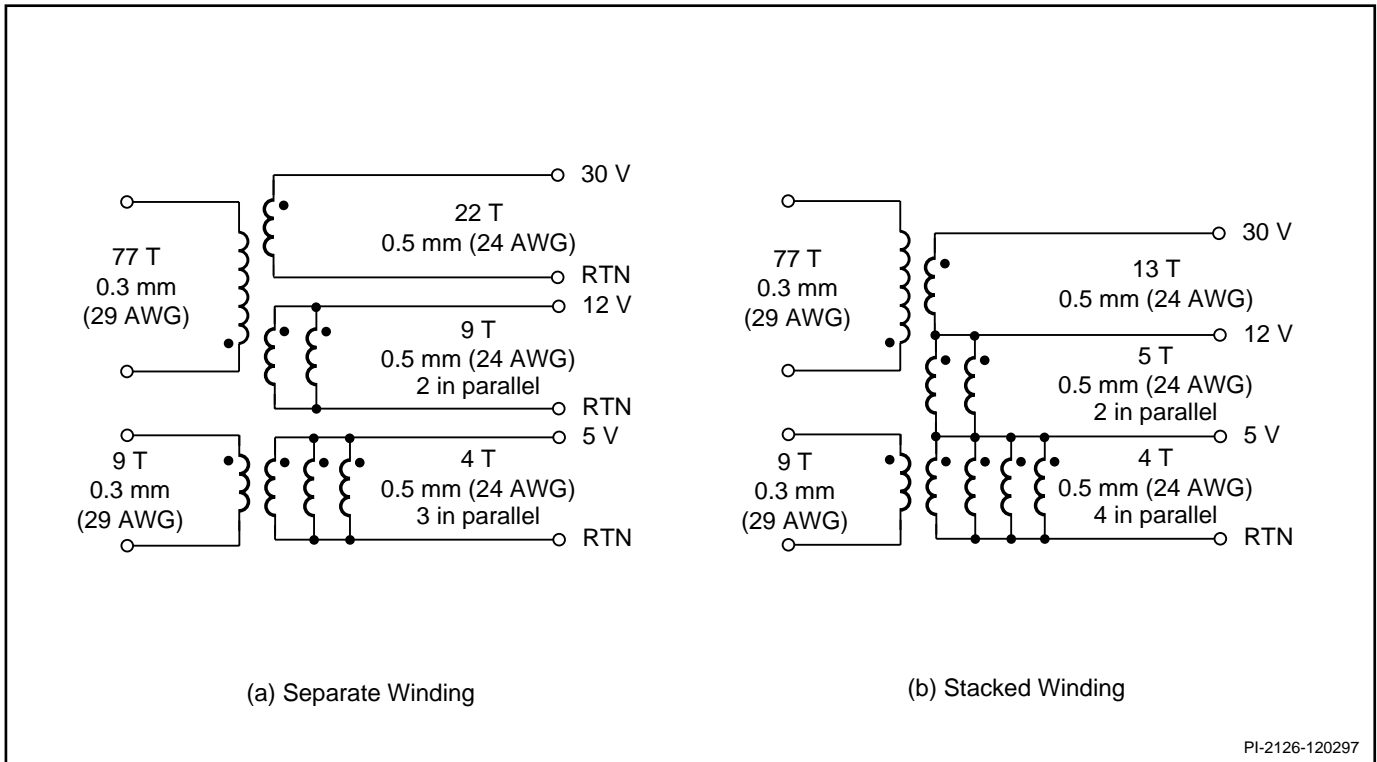 77 T
0.3 mm
(29 AWG)
9 T
0.3 mm
(29 AWG)
30 V
22 T
0.5 mm (24 AWG)
RTN
12 V
9 T
0.5 mm (24 AWG)
2 in parallel
RTN
5 V
4 T
0.5 mm (24 AWG)
3 in parallel
RTN
(a) Separate Winding
77 T
0.3 mm
(29 AWG)
9 T
0.3 mm
(29 AWG)
30 V
13 T
0.5 mm (24 AWG)
12 V
5 T
0.5 mm (24 AWG)
2 in parallel
5 V
4 T
0.5 mm (24 AWG)
4 in parallel
RTN
(b) Stacked Winding
PI-2126-120297